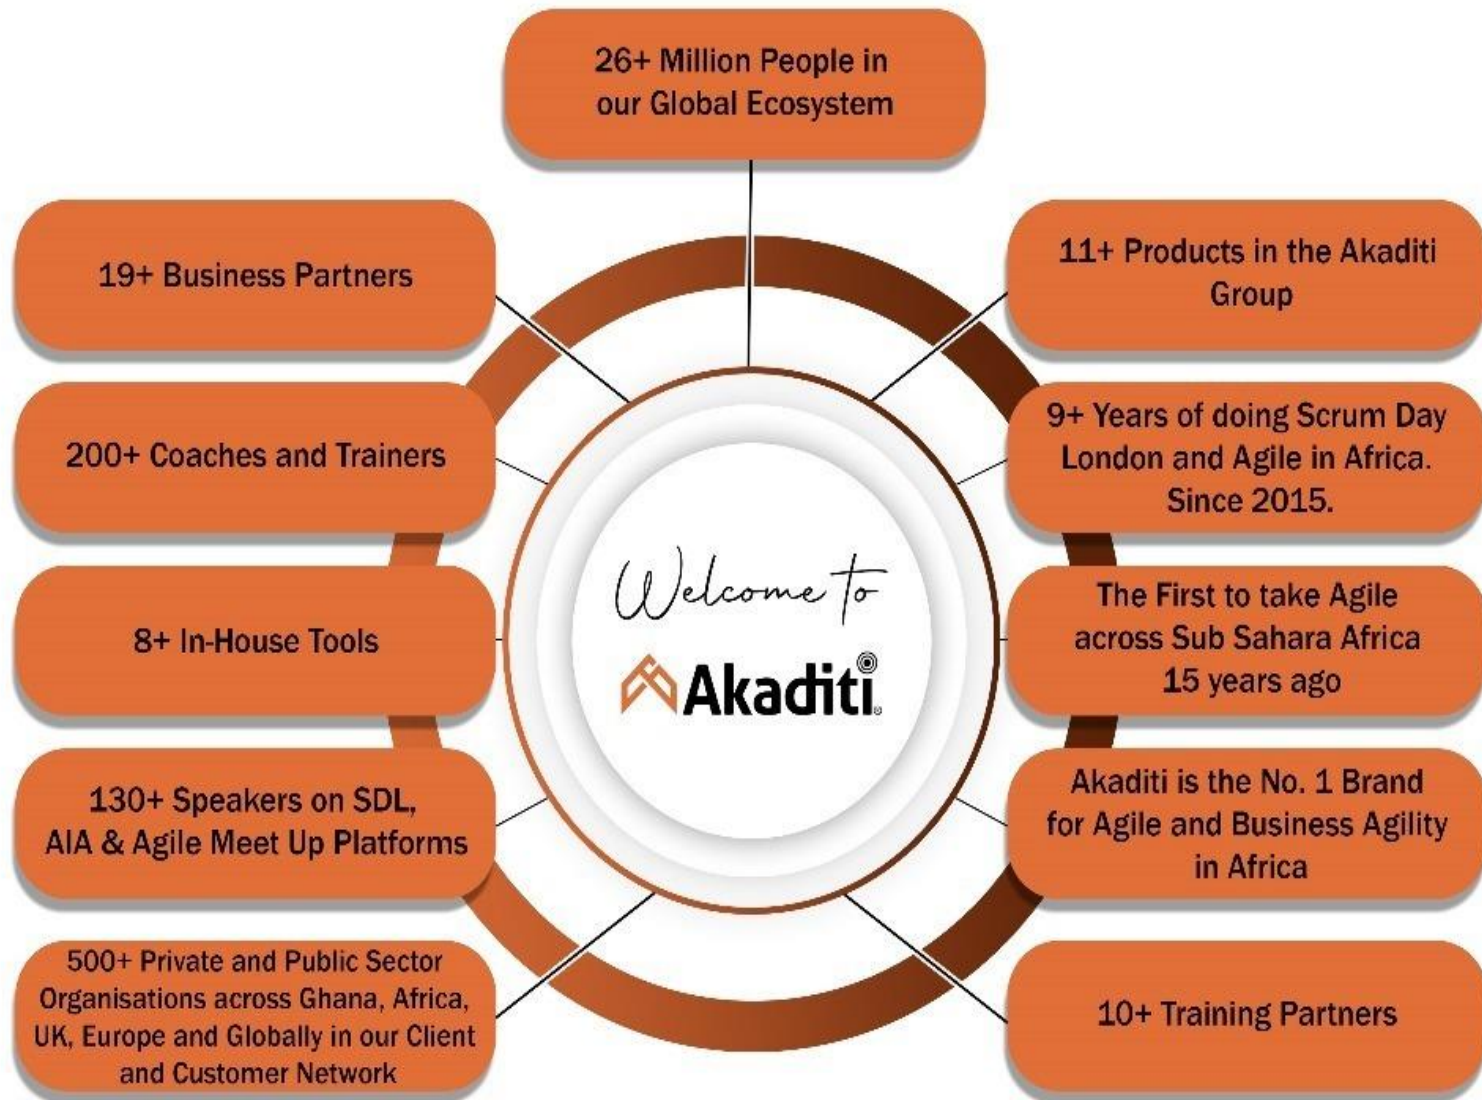 26+ Million People in
our Global Ecosystem
19+ Business Partners
200+ Coaches and Trainers
8+ In-House Tools
130+ Speakers on SDL,
AIA & Agile Meet Up Platforms
500+ Private and Public Sector
Organisations across Ghana, Africa,
UK, Europe and Globally in our Client
and Customer Network
Welcome to
Akaditi®
11+ Products in the Akaditi
Group
9+ Years of doing Scrum Day
London and Agile in Africa.
Since 2015.
The First to take Agile
across Sub Sahara Africa
15 years ago
Akaditi is the No. 1 Brand
for Agile and Business Agility
in Africa
10+ Training Partners